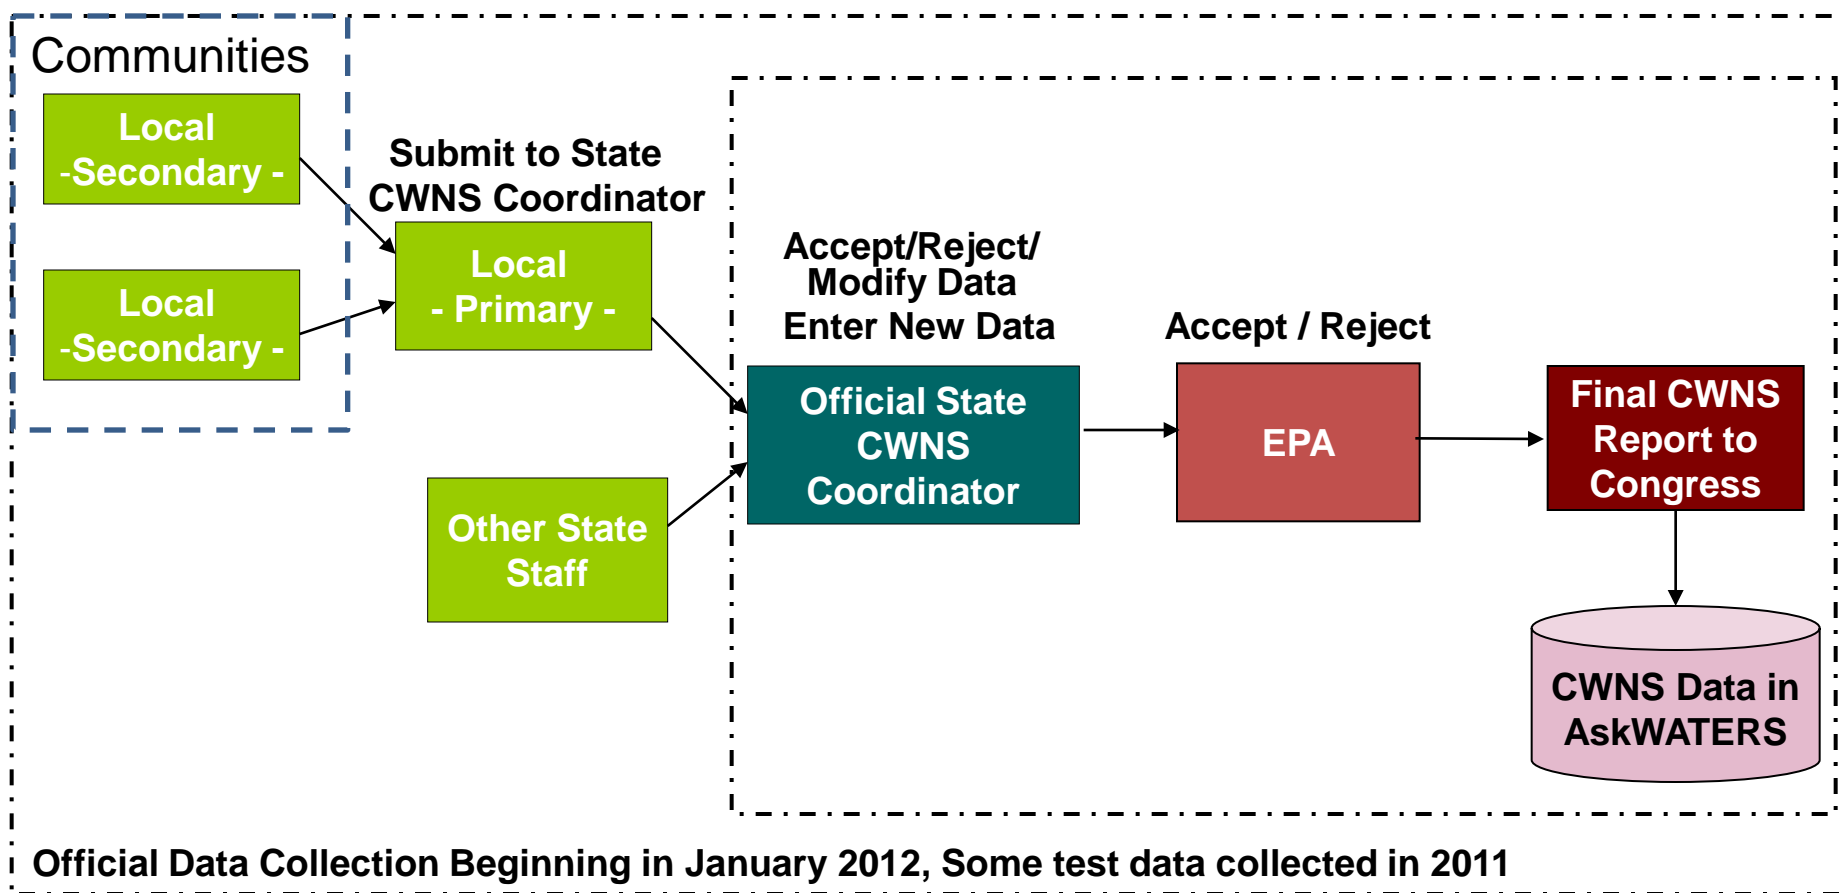 Communities
Local
-Secondary -
Local
-Secondary -
Submit to State
CWNS Coordinator
Local
- Primary -
Other State
Staff
Accept/Reject/
Modify Data
Enter New Data
Official State
CWNS
Coordinator
Accept / Reject
EPA
Final CWNS
Report to
Congress
CWNS Data in
AskWATERS
Official Data Collection Beginning in January 2012, Some test data collected in 2011